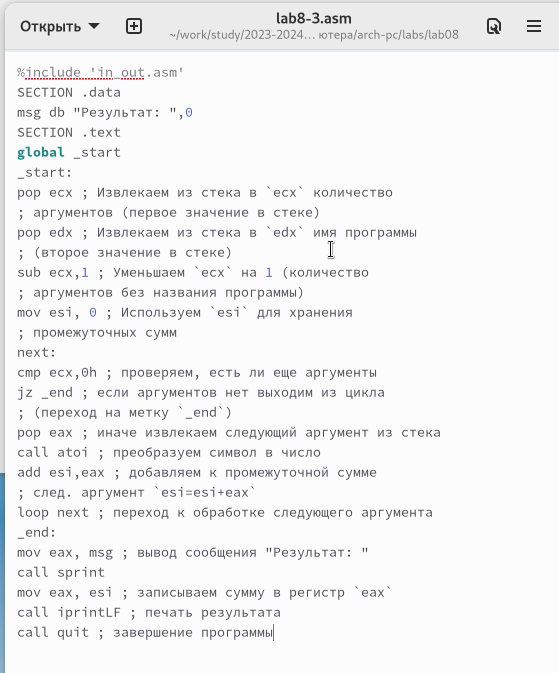 Открыть
lab8-3.asm
~/work/study/2023-2024… ютера/arch-pc/labs/lab08
%include 'in_out.asm'
SECTION .data
msg db "Результат: ",0
SECTION .text
global _start
_start:
pop ecx ; Извлекаем из стека в `ecx` количество
; аргументов (первое значение в стеке)
pop edx ; Извлекаем из стека в `edx` имя программы
; (второе значение в стеке)
sub ecx,1 ; Уменьшаем `ecx` на 1 (количество
; аргументов без названия программы)
mov esi, 0 ; Используем `esi` для хранения
; промежуточных сумм
next:
cmp ecx,0h ; проверяем, есть ли еще аргументы
jz _end ; если аргументов нет выходим из цикла
; (переход на метку `_end`)
pop eax ; иначе извлекаем следующий аргумент из стека
call atoi ; преобразуем символ в число
add esi,eax ; добавляем к промежуточной сумме
; след. аргумент `esi=esi+eax`
loop next ; переход к обработке следующего аргумента
_end:
mov eax, msg ; вывод сообщения "Результат: "
call sprint
mov eax, esi ; записываем сумму в регистр `eax`
call iprintLF ; печать результата
call quit ; завершение программы